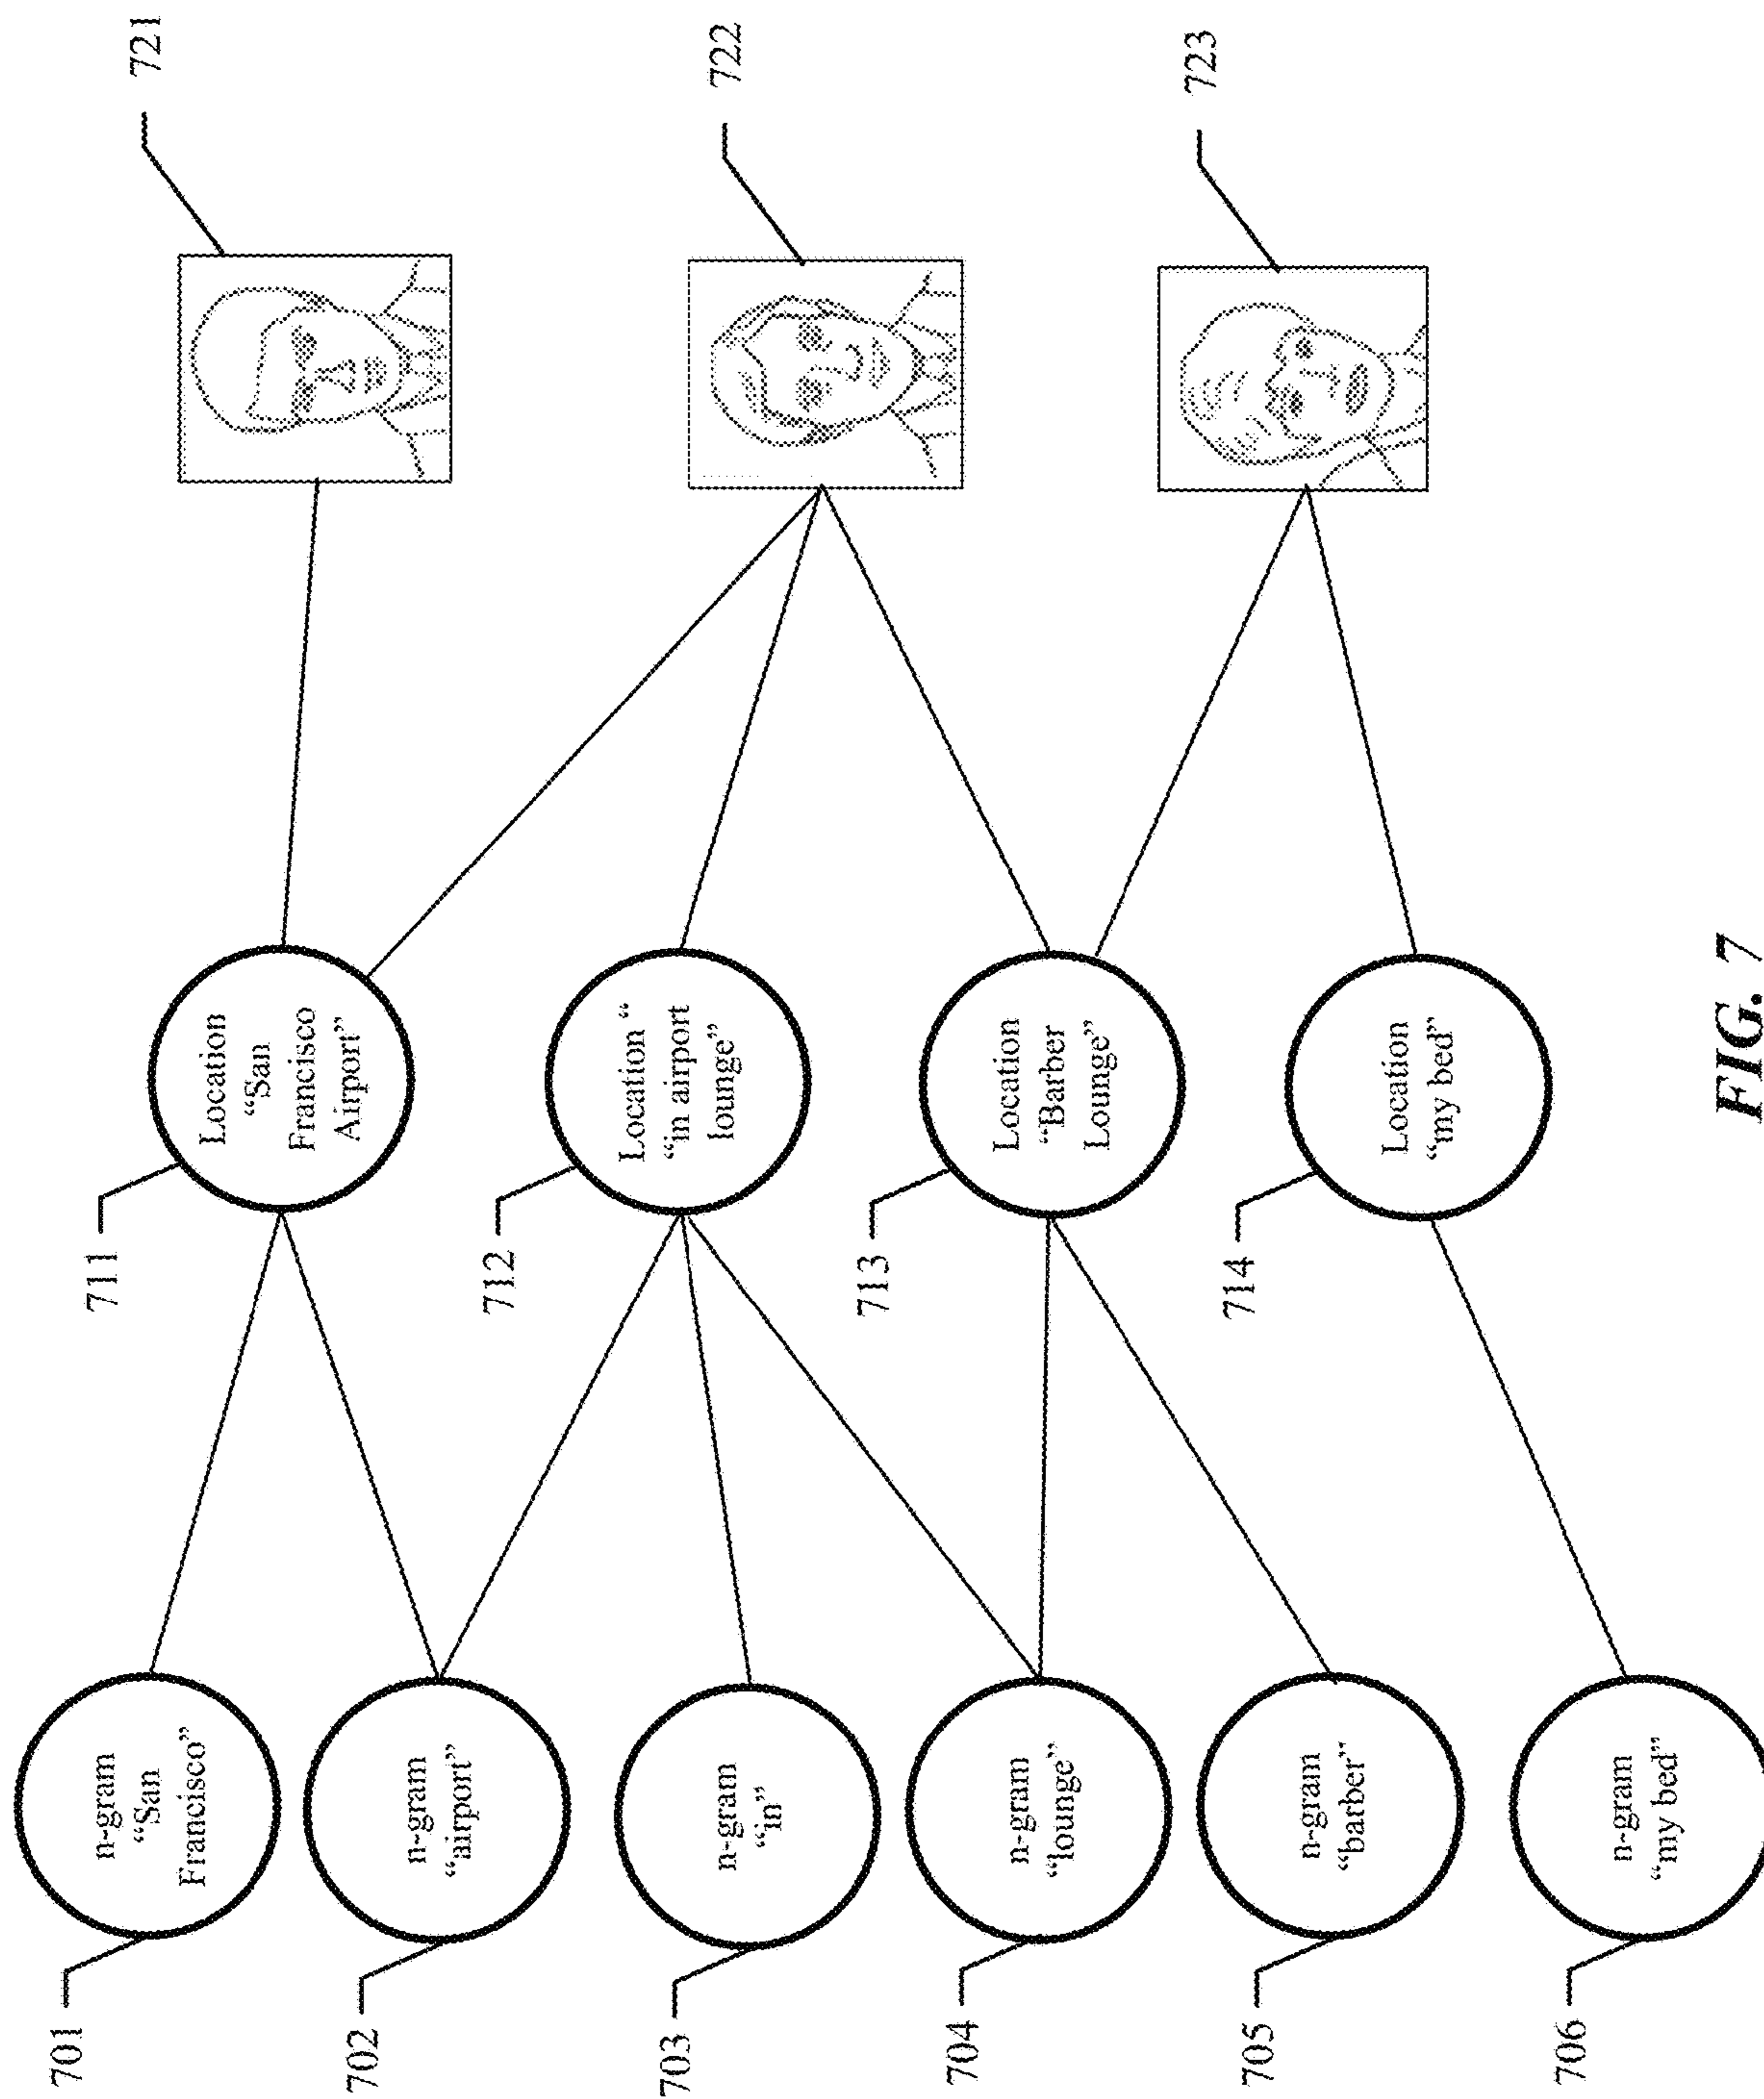 701
n-gram
“San
Francisco”
702
n-gram
“airport”
703
n-gram
“in”
704
n-gram
“lounge”
705
n-gram
“barber”
706
n-gram
“my bed”
711
Location
“San
Francisco
Airport”
712
Location “
“in airport
lounge”
713
Location
“Barber
Lounge”
714
Location
“my bed”
721
722
723
FIG. 7